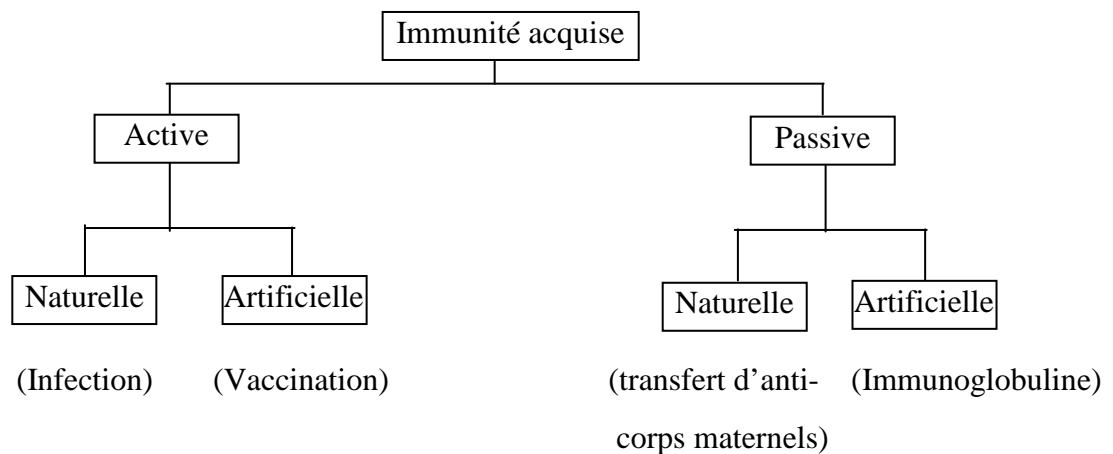 Immunité acquise
Active
Passive
Naturelle
Artificielle
Naturelle
Artificielle
(Infection)
(Vaccination)
(transfert d'anti-
corps maternels)
(Immunoglobuline)